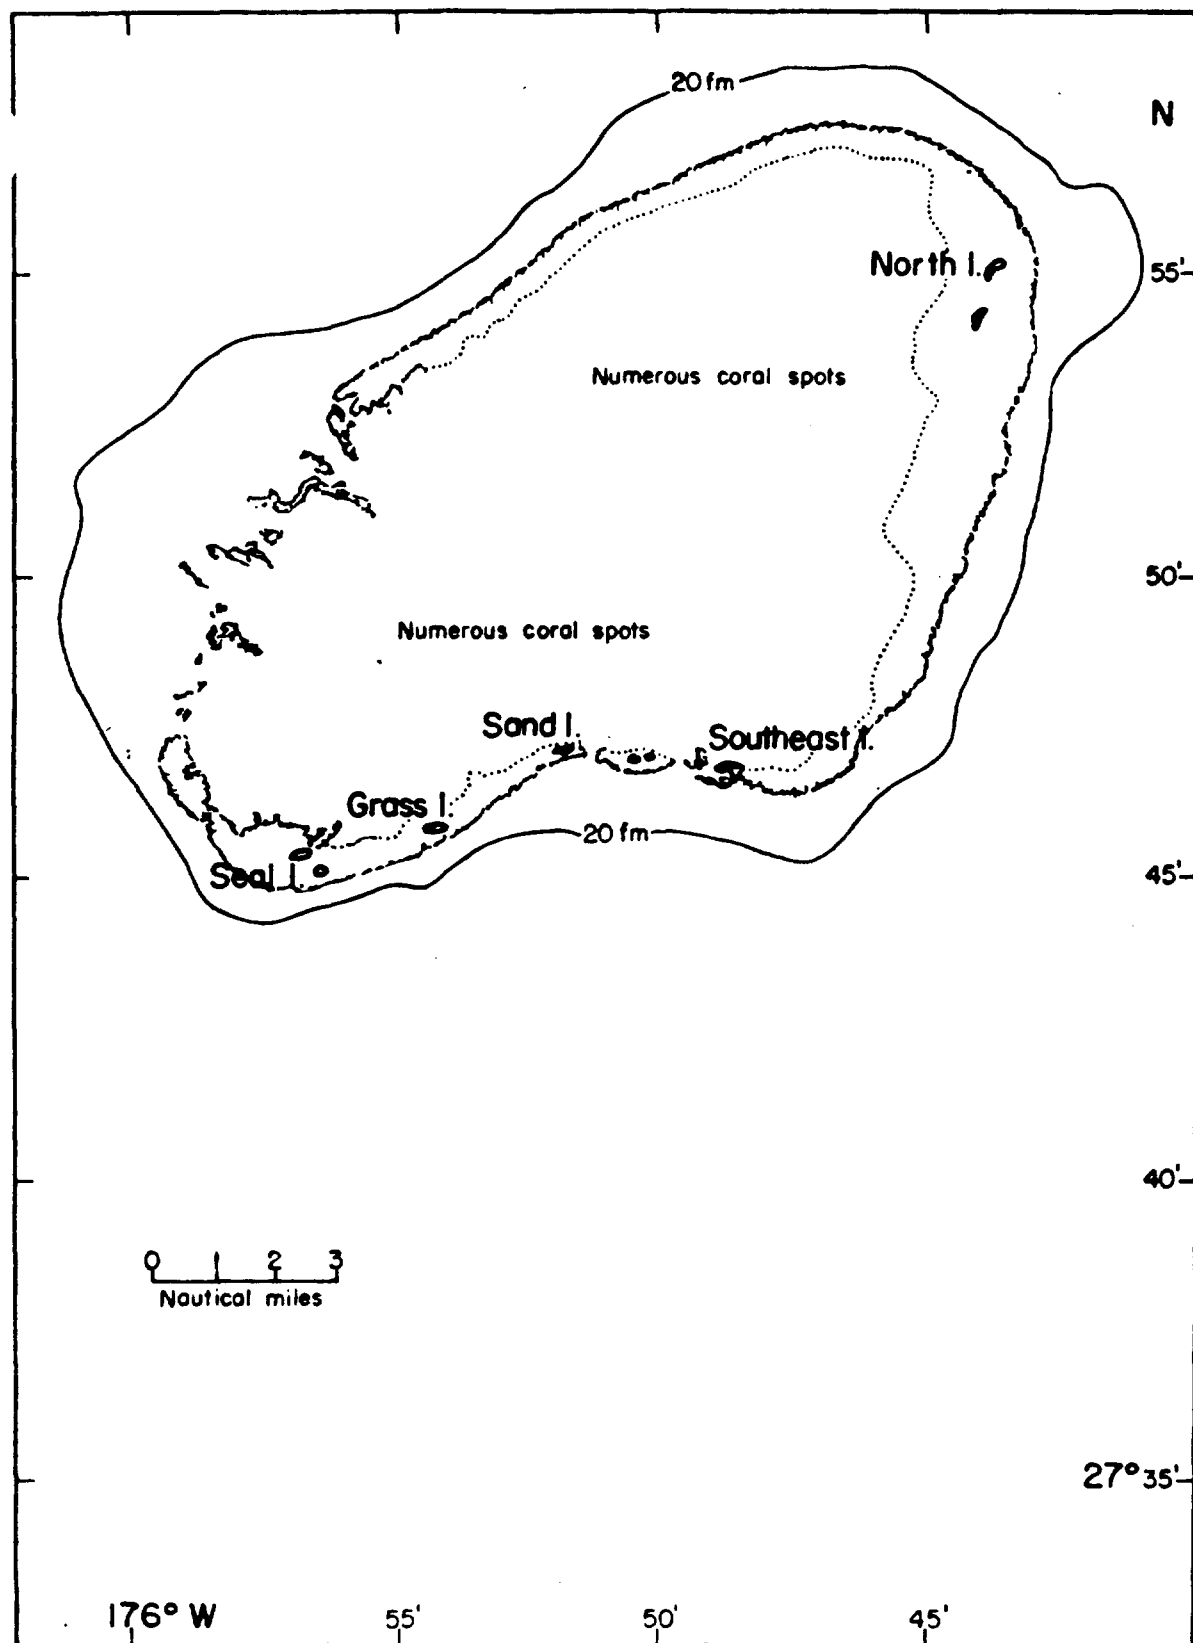 20 fm
N
North I.
55'
Numerous coral spots
50'
Numerous coral spots
Sand I.
Southeast I.
Grass I.
20 fm
Seal I.
45'
40'
0 1 2 3
Nautical miles
27° 35'
176° W 55' 50' 45'